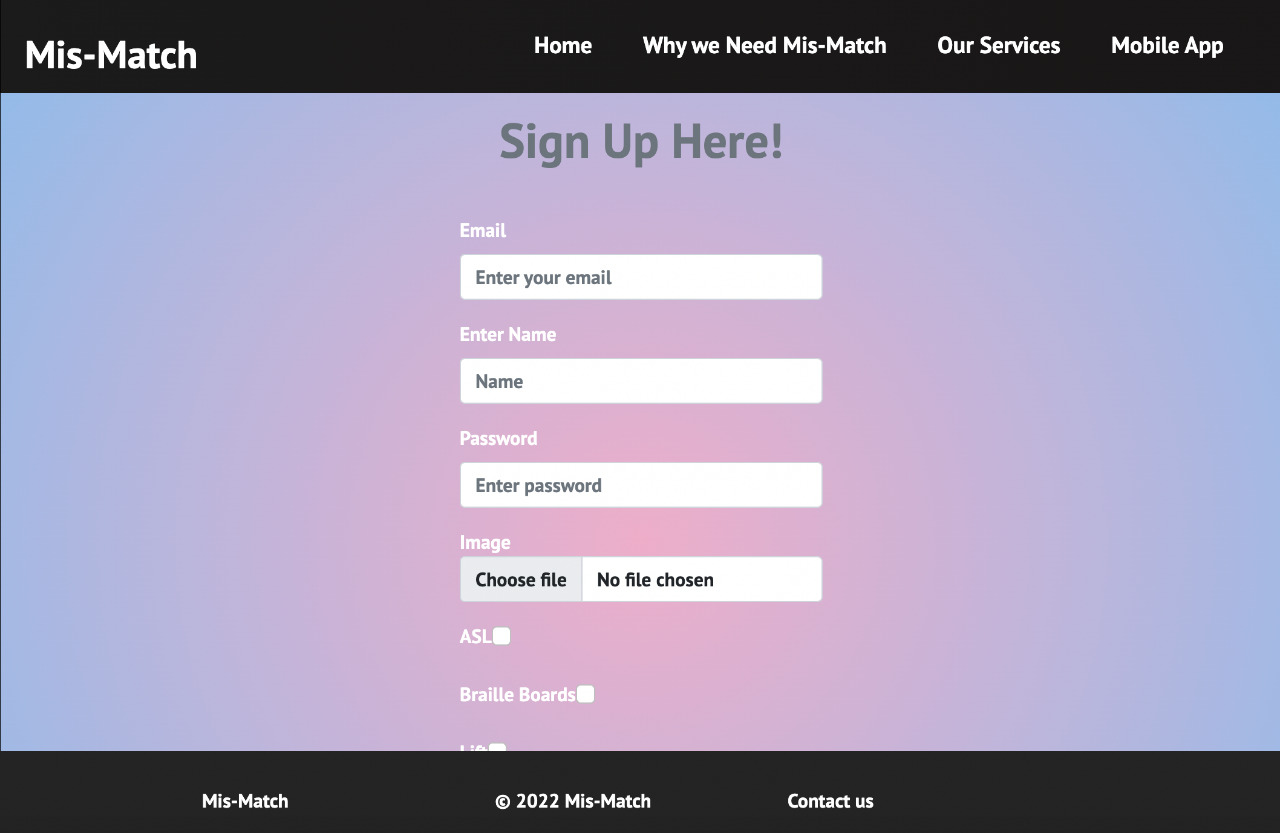 Mis-Match
Home Why we Need Mis-Match Our Services Mobile App
Sign Up Here!
Email
Enter your email
Enter Name
Name
Password
Enter password
Image
Choose file No file chosen
ASL
Braille Boards
Mis-Match © 2022 Mis-Match Contact us